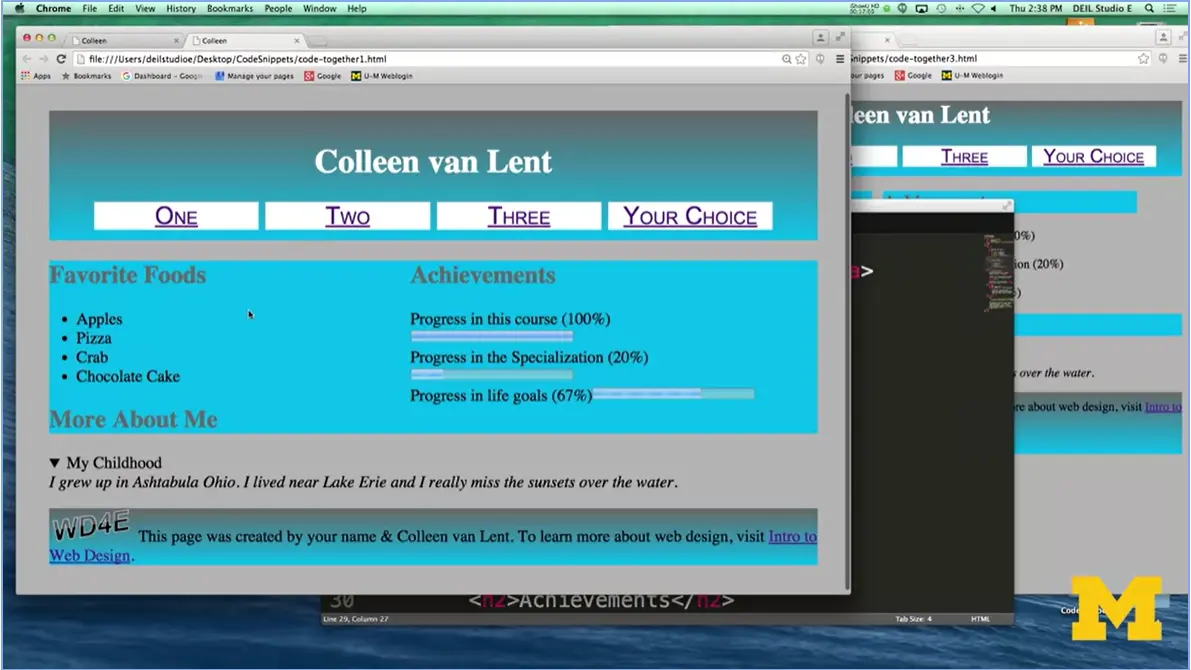 Chrome File Edit View History Bookmarks People Window Help
Thu 2:38 PM DEIL Studio E
Colleen
Colleen
file:///Users/deilstudioe/Desktop/CodeSnippets/code-together1.html
Apps Bookmarks Dashboard - Goog Manage your pages Google U-M Weblogin
nippets/code-together3.html
our pages Google U-M Weblogin
Colleen van Lent
One Two Three Your Choice
Favorite Foods
Apples
Pizza
Crab
Chocolate Cake
Achievements
Progress in this course (100%)
Progress in the Specialization (20%)
Progress in life goals (67%)
More About Me
▼ My Childhood
I grew up in Ashtabula Ohio. I lived near Lake Erie and I really miss the sunsets over the water.
WD4E This page was created by your name & Colleen van Lent. To learn more about web design, visit Intro to
Web Design.
leen van Lent
Three Your Choice
0%)
ion (20%)
s over the water.
re about web design, visit Intro to
30 <h2>Achievements</h2>
Line 29, Column 27 Tab Size: 4 HTML
M